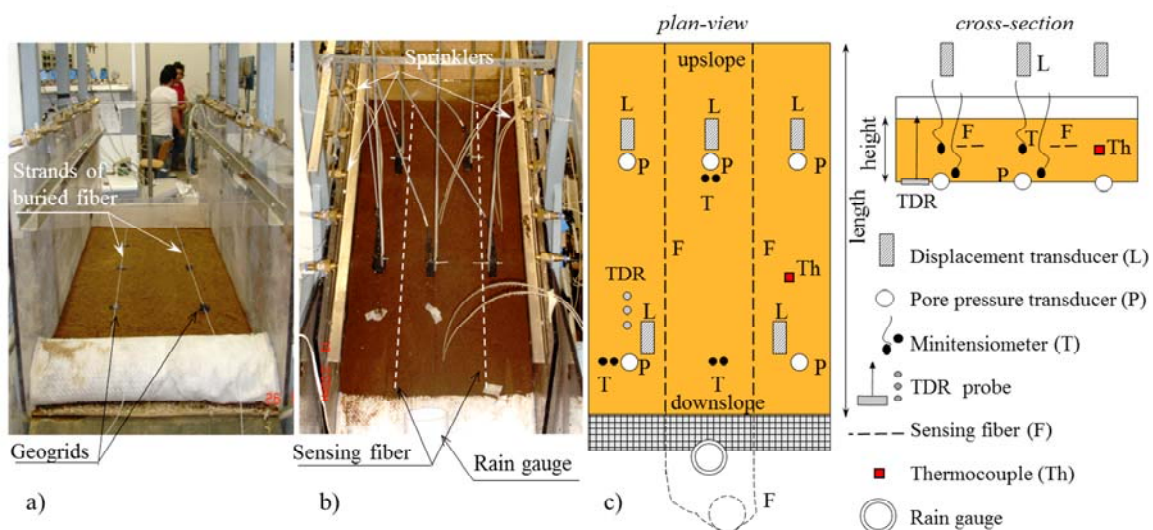 plan-view
cross-section
Sprinklers
Strands of
buried fiber
Geogrids
Sensing fiber
Rain gauge
a)
b)
c)
upslope
L
L
L
P
P
P
T
F
F
Th
TDR
L
L
T
P
T
P
downslope
F
length
height
L
F
T
F
Th
P
TDR
Displacement transducer (L)
Pore pressure transducer (P)
Minitensiometer (T)
TDR probe
Sensing fiber (F)
Thermocouple (Th)
Rain gauge